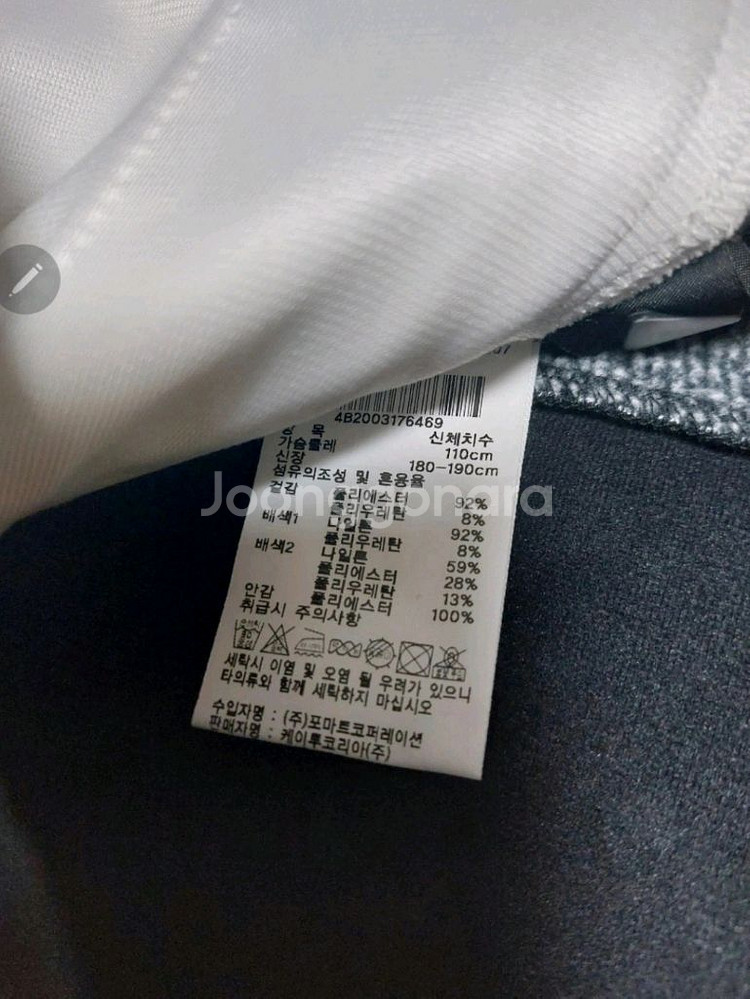 4B2003176469
항 목 신체치수
가슴둘레 110cm
신장 180-190cm
섬유의조성 및 혼용율
겉감 폴리에스터 92%
폴리우레탄 8%
배색1 나일론 92%
폴리우레탄 8%
배색2 나일론 59%
폴리에스터 28%
폴리우레탄 13%
안감 폴리에스터 100%
취급시 주의사항
세탁시 이염 및 오염 될 우려가 있으니
타의류와 함께 세탁하지 마십시오
수입자명 : (주)포마트코퍼레이션
판매자명 : 케이투코리아(주)
Joonggonara